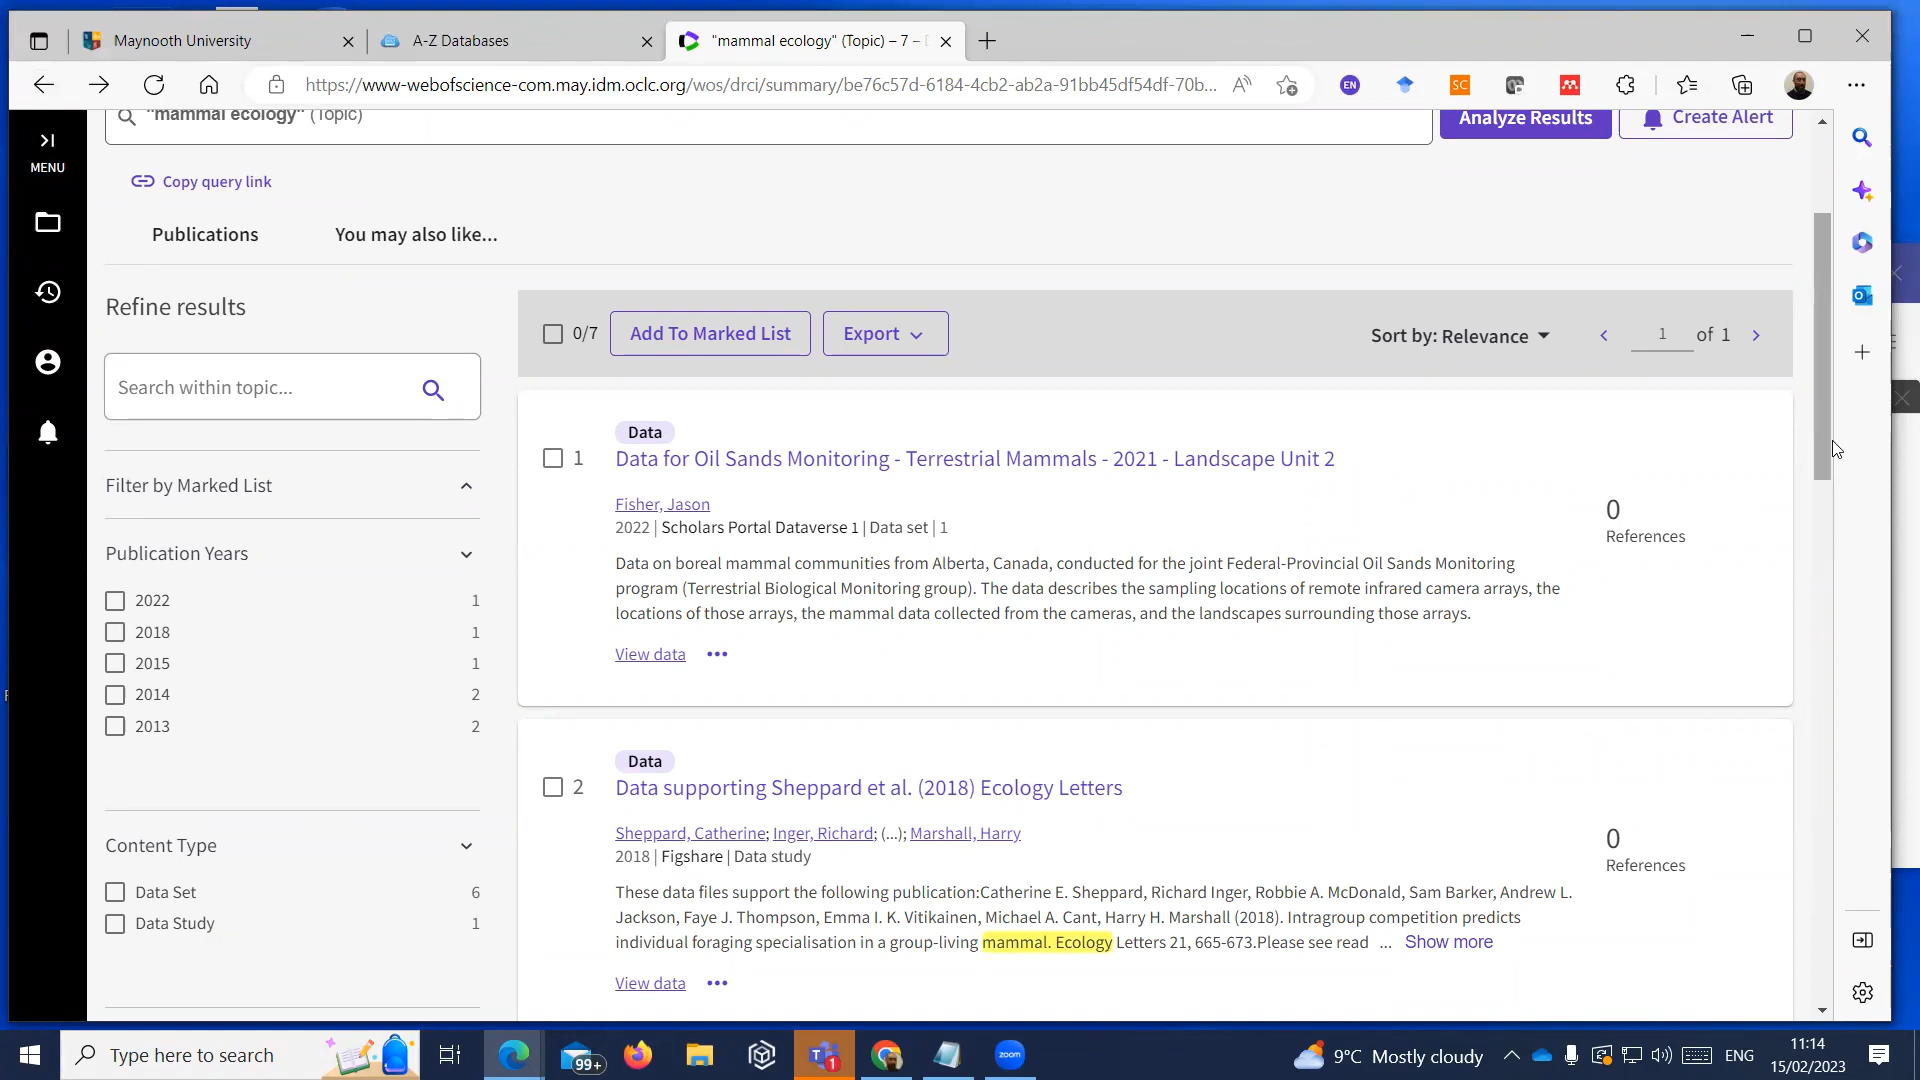 Maynooth University
A-Z Databases
"mammal ecology" (Topic) – 7 –
https://www-webofscience-com.may.idm.oclc.org/wos/drci/summary/be76c57d-6184-4cb2-ab2a-91bb45df54df-70b...
EN
SC
MENU
"mammal ecology" (Topic)
Analyze Results
Create Alert
Copy query link
Publications
You may also like...
Refine results
Search within topic...
Filter by Marked List
Publication Years
2022 1
2018 1
2015 1
2014 2
2013 2
Content Type
Data Set 6
Data Study 1
0/7
Add To Marked List
Export
Sort by: Relevance
1 of 1
Data
1 Data for Oil Sands Monitoring - Terrestrial Mammals - 2021 - Landscape Unit 2
Fisher, Jason
2022 | Scholars Portal Dataverse 1 | Data set | 1
Data on boreal mammal communities from Alberta, Canada, conducted for the joint Federal-Provincial Oil Sands Monitoring
program (Terrestrial Biological Monitoring group). The data describes the sampling locations of remote infrared camera arrays, the
locations of those arrays, the mammal data collected from the cameras, and the landscapes surrounding those arrays.
0
References
View data
Data
2 Data supporting Sheppard et al. (2018) Ecology Letters
Sheppard, Catherine; Inger, Richard; (...); Marshall, Harry
2018 | Figshare | Data study
These data files support the following publication:Catherine E. Sheppard, Richard Inger, Robbie A. McDonald, Sam Barker, Andrew L.
Jackson, Faye J. Thompson, Emma I. K. Vitikainen, Michael A. Cant, Harry H. Marshall (2018). Intragroup competition predicts
individual foraging specialisation in a group-living mammal. Ecology Letters 21, 665-673.Please see read ... Show more
0
References
View data
Type here to search
99+
1
zoom
9°C Mostly cloudy
ENG
11:14
15/02/2023